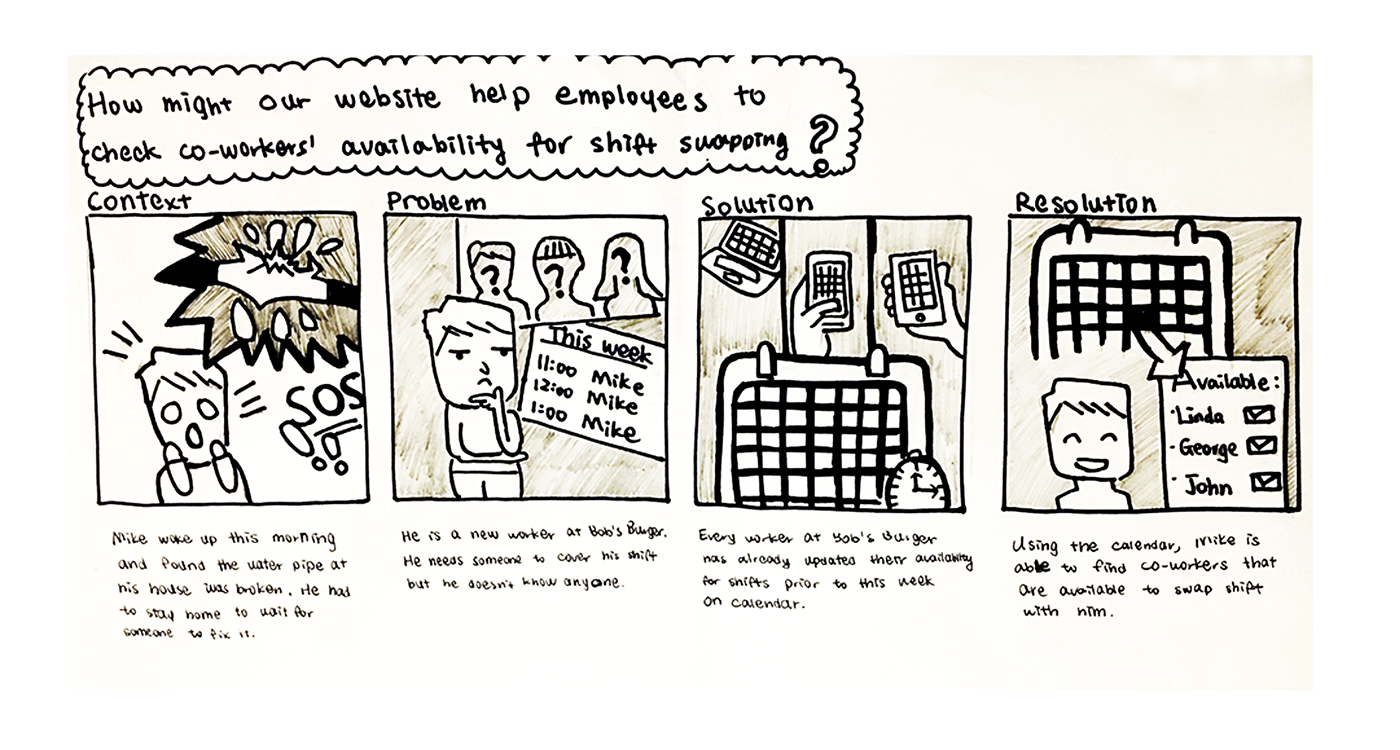 How might our website help employees to
check co-workers' availability for shift swapping ?
Context
SOS
Mike woke up this morning
and found the water pipe at
his house was broken. He had
to stay home to wait for
someone to fix it.
Problem
? ? ?
This week
11:00 Mike
12:00 Mike
1:00 Mike
He is a new worker at Bob's Burger.
He needs someone to cover his shift
but he doesn't know anyone.
Solution
Every worker at Bob's Burger
has already updated their availability
for shifts prior to this week
on calendar.
Resolution
Available:
·Linda
·George
·John
Using the calendar, Mike is
able to find co-workers that
are available to swap shift
with him.